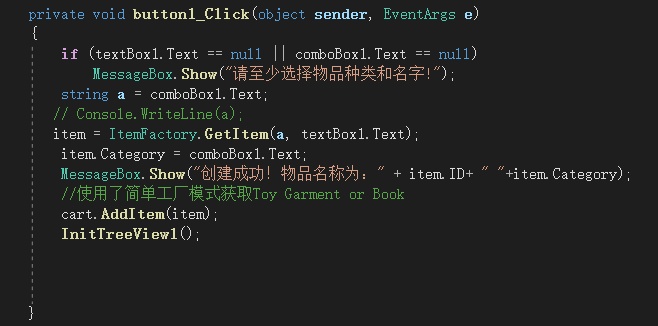 private void button1_Click(object sender, EventArgs e)
{
if (textBox1.Text == null || comboBox1.Text == null)
MessageBox.Show("请至少选择物品种类和名字!");
string a = comboBox1.Text;
// Console.WriteLine(a);
item = ItemFactory.GetItem(a, textBox1.Text);
item.Category = comboBox1.Text;
MessageBox.Show("创建成功！物品名称为：" + item.ID+ " "+item.Category);
//使用了简单工厂模式获取Toy Garment or Book
cart.AddItem(item);
InitTreeView1();
}